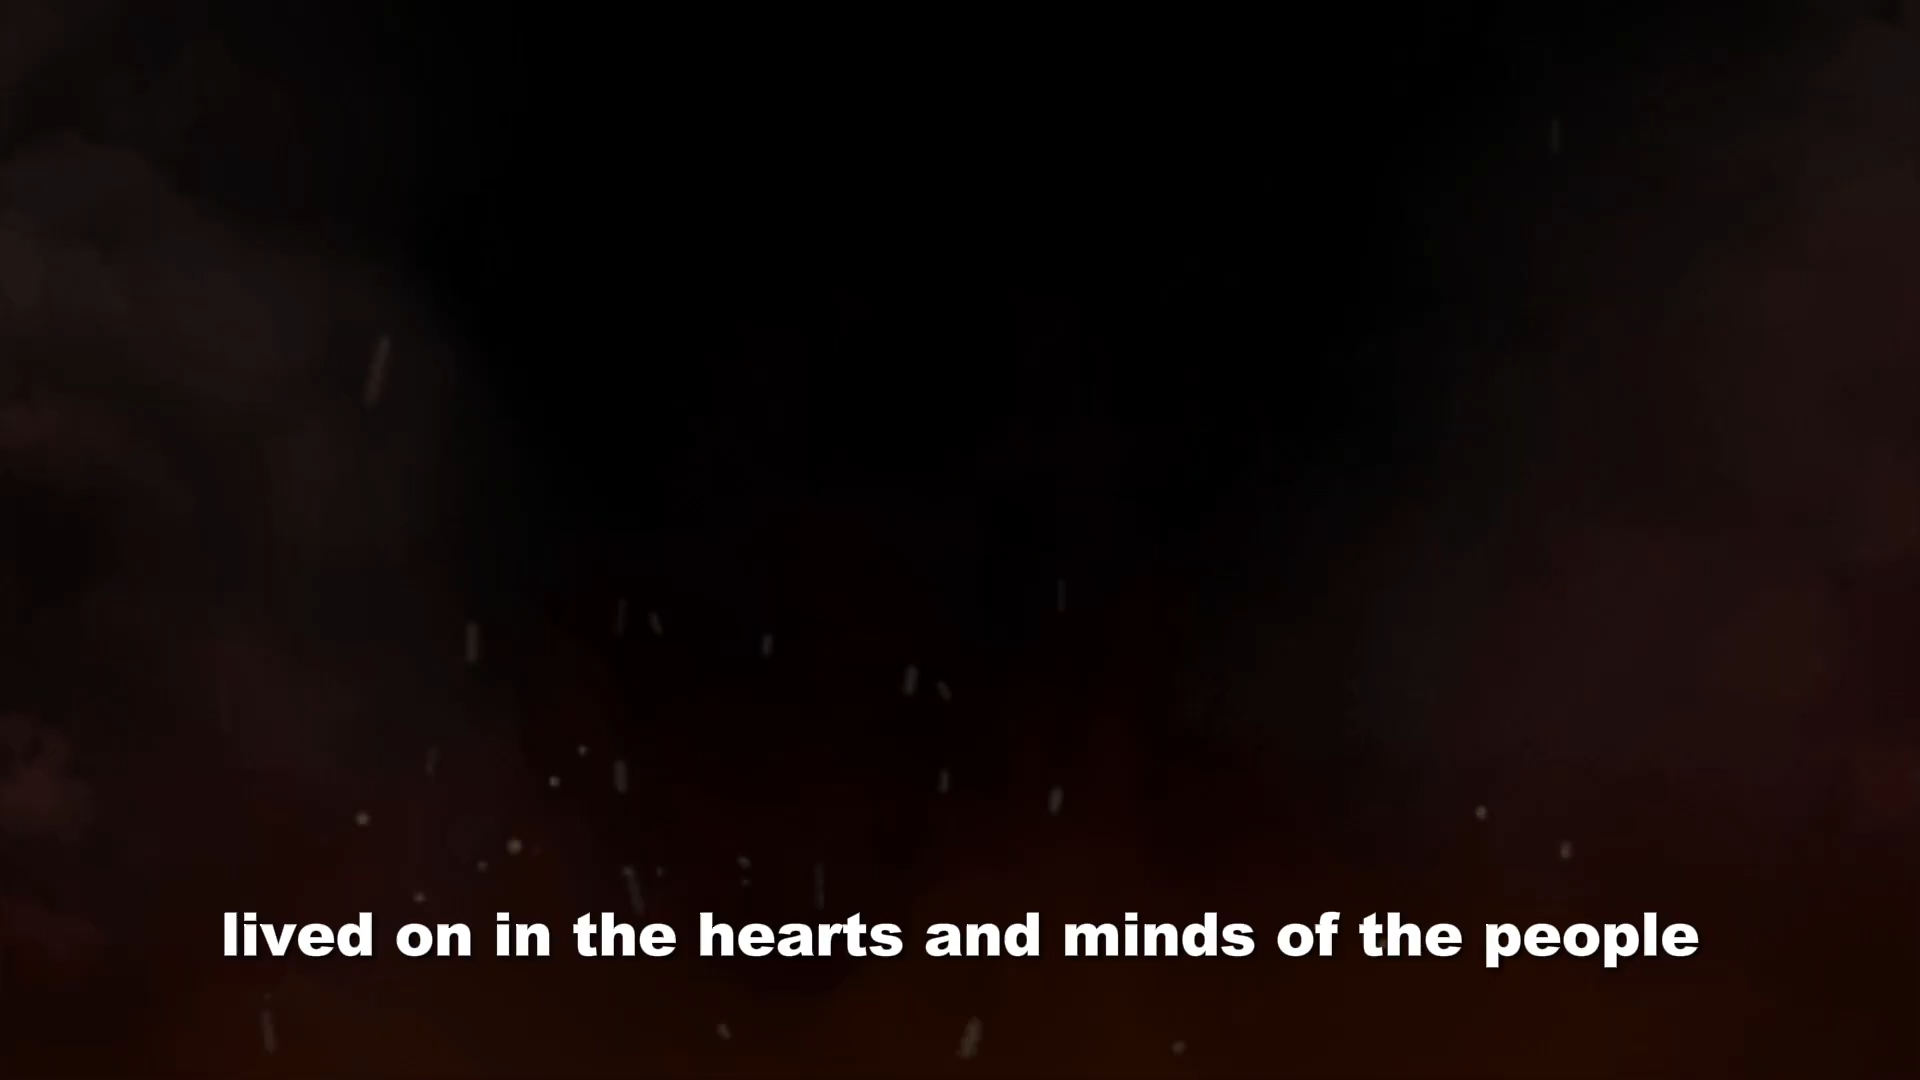 lived on in the hearts and minds of the people